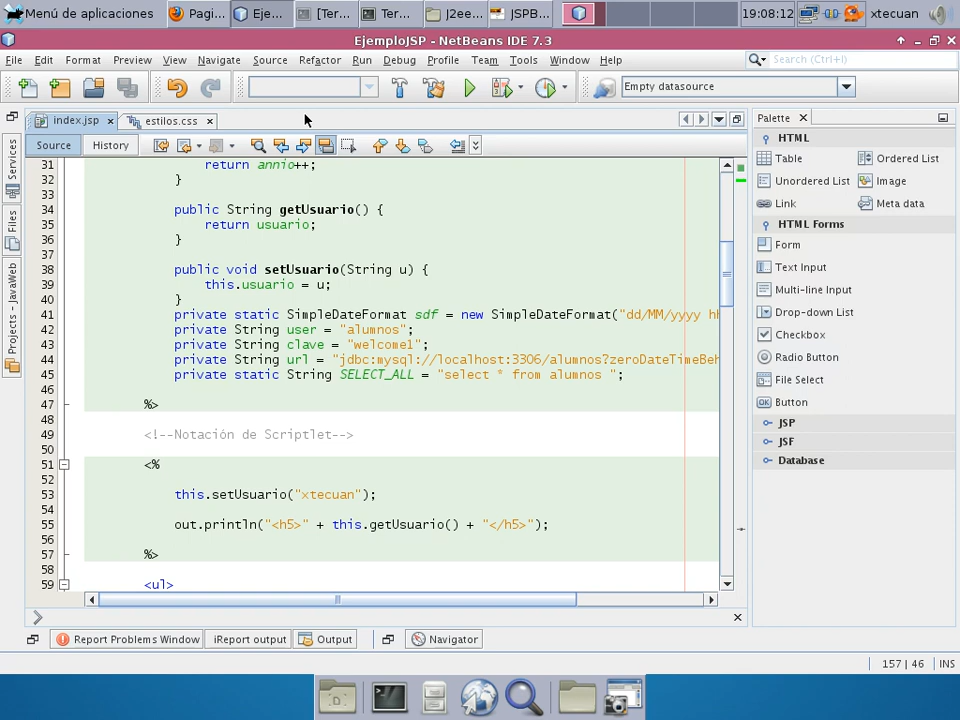 Menú de aplicaciones
Pagi...
Eje...
[Ter...
Ter...
J2ee...
JSPB...
19:08:12
xtecuan
EjemploJSP - NetBeans IDE 7.3
File Edit Format Preview View Navigate Source Refactor Run Debug Profile Team Tools Window Help
Search (Ctrl+I)
Empty datasource
index.jsp
estilos.css
Source
History
Services
Files
Projects - JavaWeb
31 return annio++;
32 }
33
34 public String getUsuario() {
35 return usuario;
36 }
37
38 public void setUsuario(String u) {
39 this.usuario = u;
40 }
41 private static SimpleDateFormat sdf = new SimpleDateFormat("dd/MM/yyyy hh
42 private String user = "alumnos";
43 private String clave = "welcome1";
44 private String url = "jdbc:mysql://localhost:3306/alumnos?zeroDateTimeBeh
45 private static String SELECT_ALL = "select * from alumnos ";
46
47 %>
48
49 <!--Notación de Scriptlet-->
50
51 <%
52
53 this.setUsuario("xtecuan");
54
55 out.println("<h5>" + this.getUsuario() + "</h5>");
56
57 %>
58
59 <ul>
Palette
HTML
Table
Ordered List
Unordered List
Image
Link
Meta data
HTML Forms
Form
Text Input
Multi-line Input
Drop-down List
Checkbox
Radio Button
File Select
OK Button
JSP
JSF
Database
Report Problems Window
iReport output
Output
Navigator
157 | 46
INS